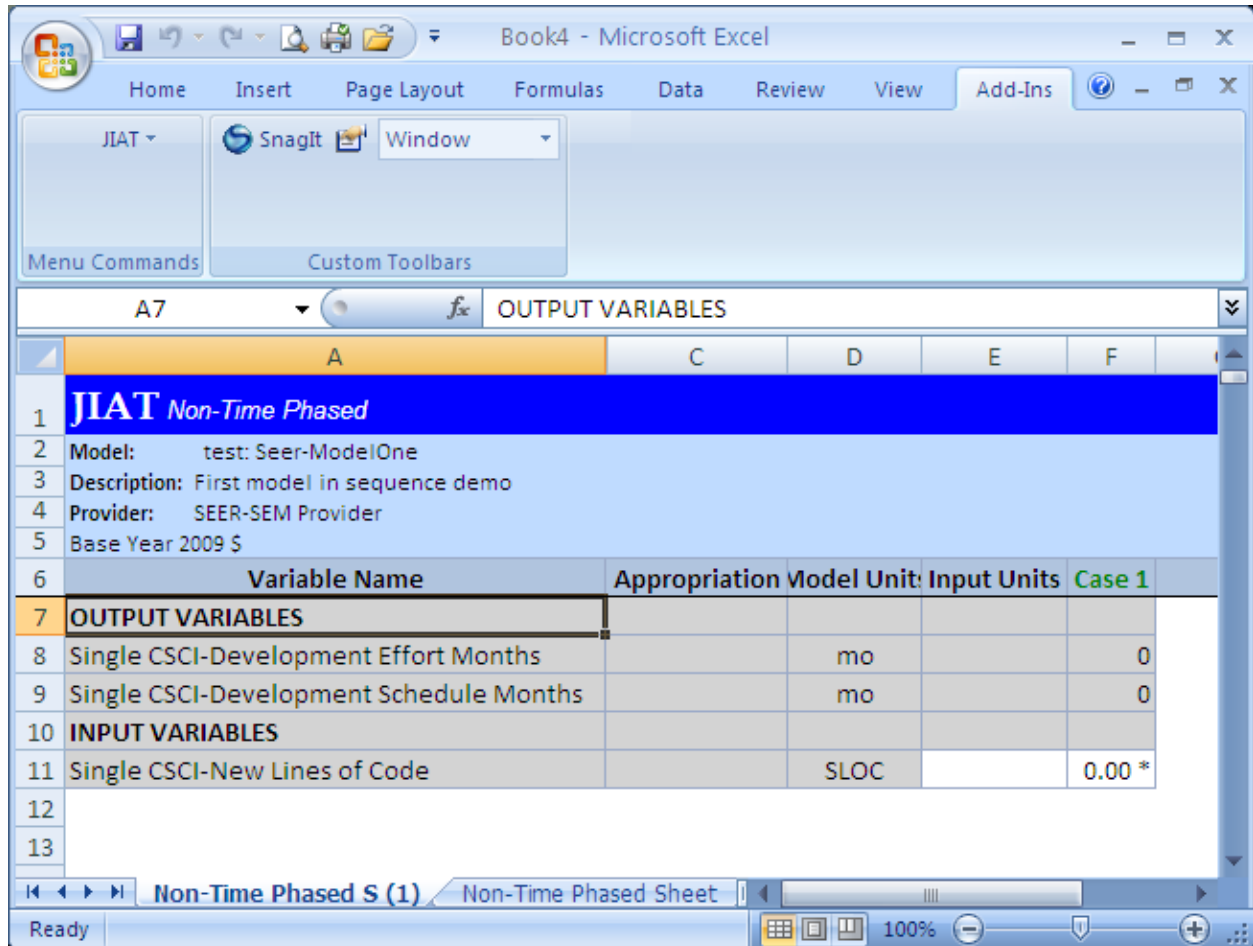 Book4 - Microsoft Excel
Home Insert Page Layout Formulas Data Review View Add-Ins
JIAT SnagIt Window
Menu Commands Custom Toolbars
A7 fx OUTPUT VARIABLES
A C D E F
1 JIAT Non-Time Phased
2 Model: test: Seer-ModelOne
3 Description: First model in sequence demo
4 Provider: SEER-SEM Provider
5 Base Year 2009 $
6 Variable Name Appropriation Model Unit Input Units Case 1
7 OUTPUT VARIABLES
8 Single CSCI-Development Effort Months mo 0
9 Single CSCI-Development Schedule Months mo 0
10 INPUT VARIABLES
11 Single CSCI-New Lines of Code SLOC 0.00 *
12
13
Non-Time Phased S (1) Non-Time Phased Sheet
Ready 100%